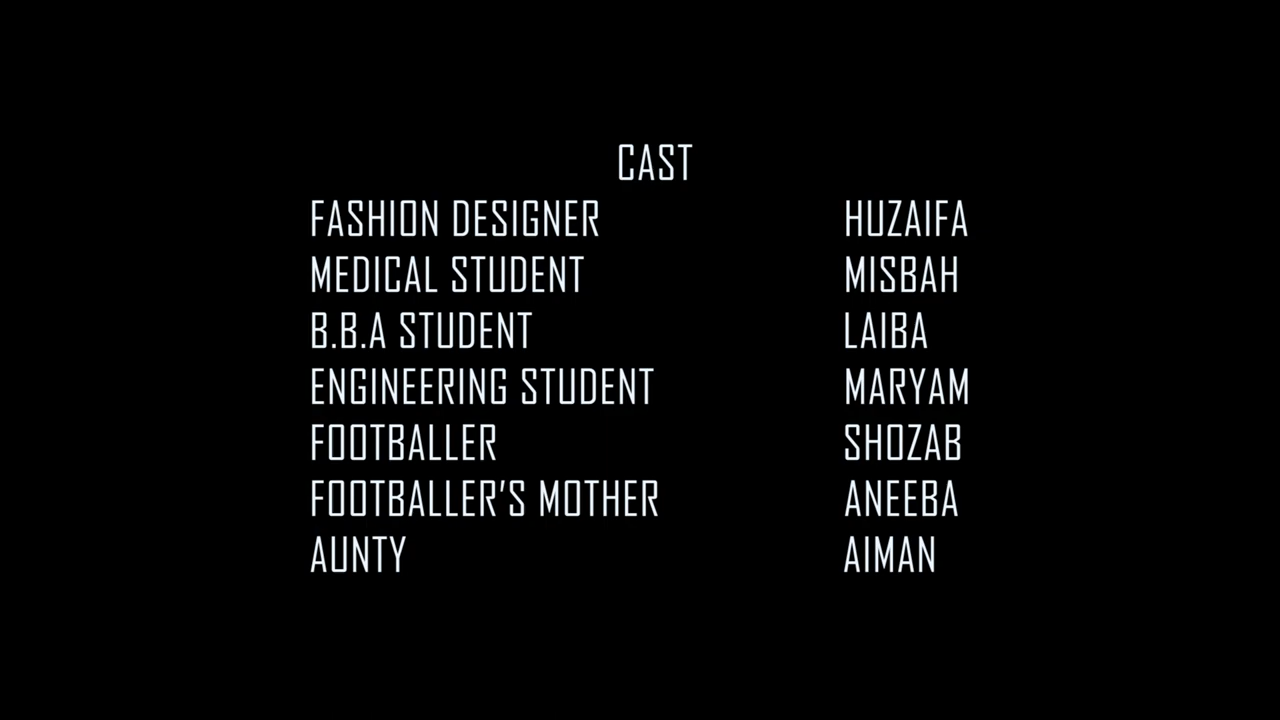 CAST
FASHION DESIGNER HUZAIFA
MEDICAL STUDENT MISBAH
B.B.A STUDENT LAIBA
ENGINEERING STUDENT MARYAM
FOOTBALLER SHOZAB
FOOTBALLER'S MOTHER ANEEBA
AUNTY AIMAN